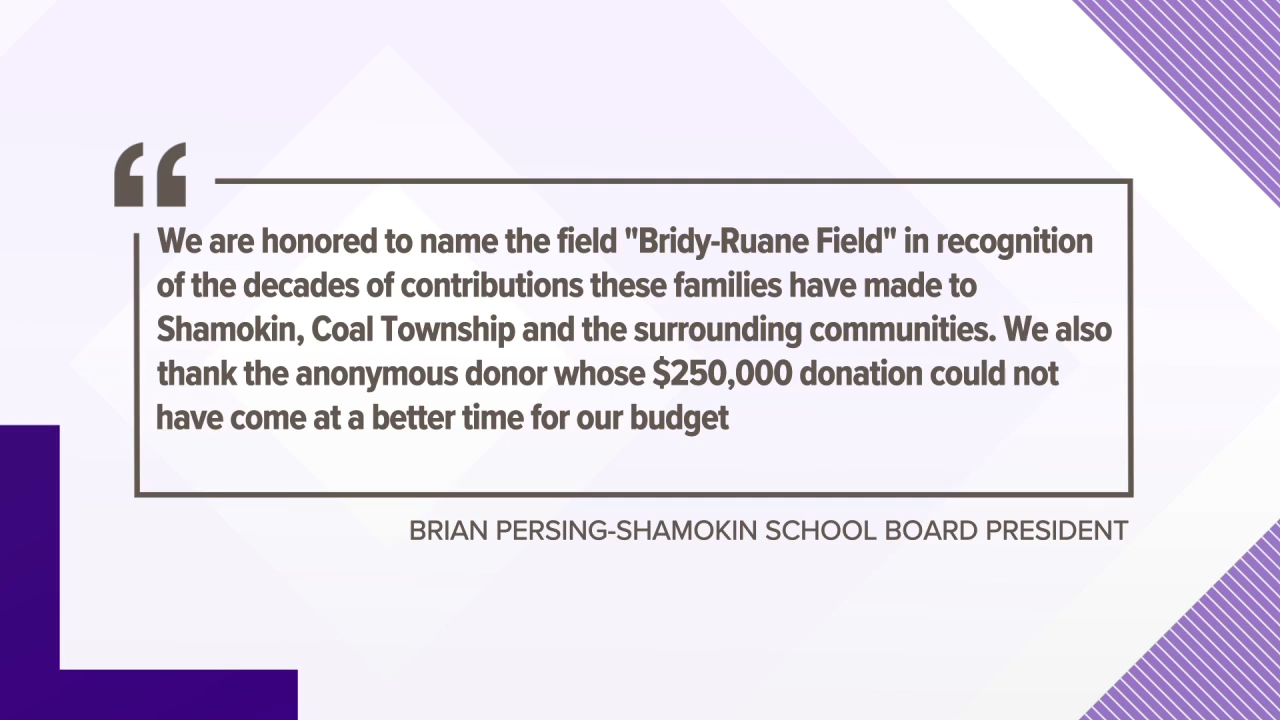 “
We are honored to name the field "Bridy-Ruane Field" in recognition
of the decades of contributions these families have made to
Shamokin, Coal Township and the surrounding communities. We also
thank the anonymous donor whose $250,000 donation could not
have come at a better time for our budget
BRIAN PERSING-SHAMOKIN SCHOOL BOARD PRESIDENT